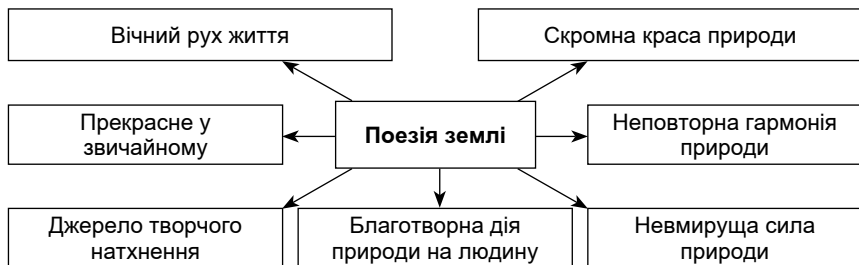 Вічний рух життя
Скромна краса природи
Прекрасне у
звичайному
Поезія землі
Неповторна гармонія
природи
Джерело творчого
натхнення
Благотворна дія
природи на людину
Невмируща сила
природи